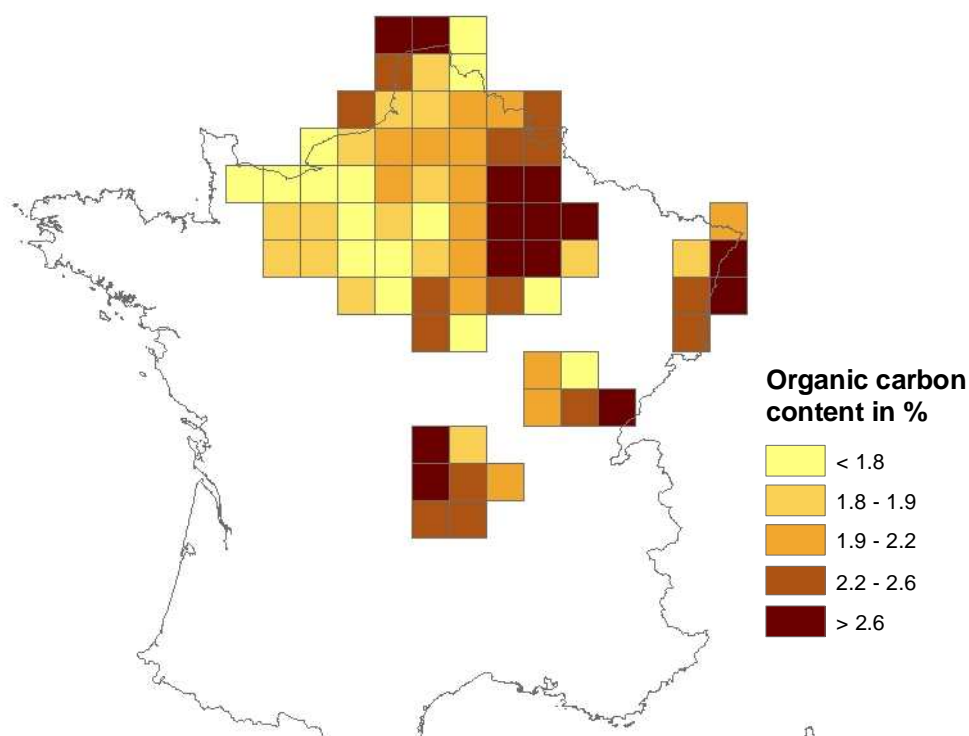 Organic carbon
content in %
< 1.8
1.8 - 1.9
1.9 - 2.2
2.2 - 2.6
> 2.6